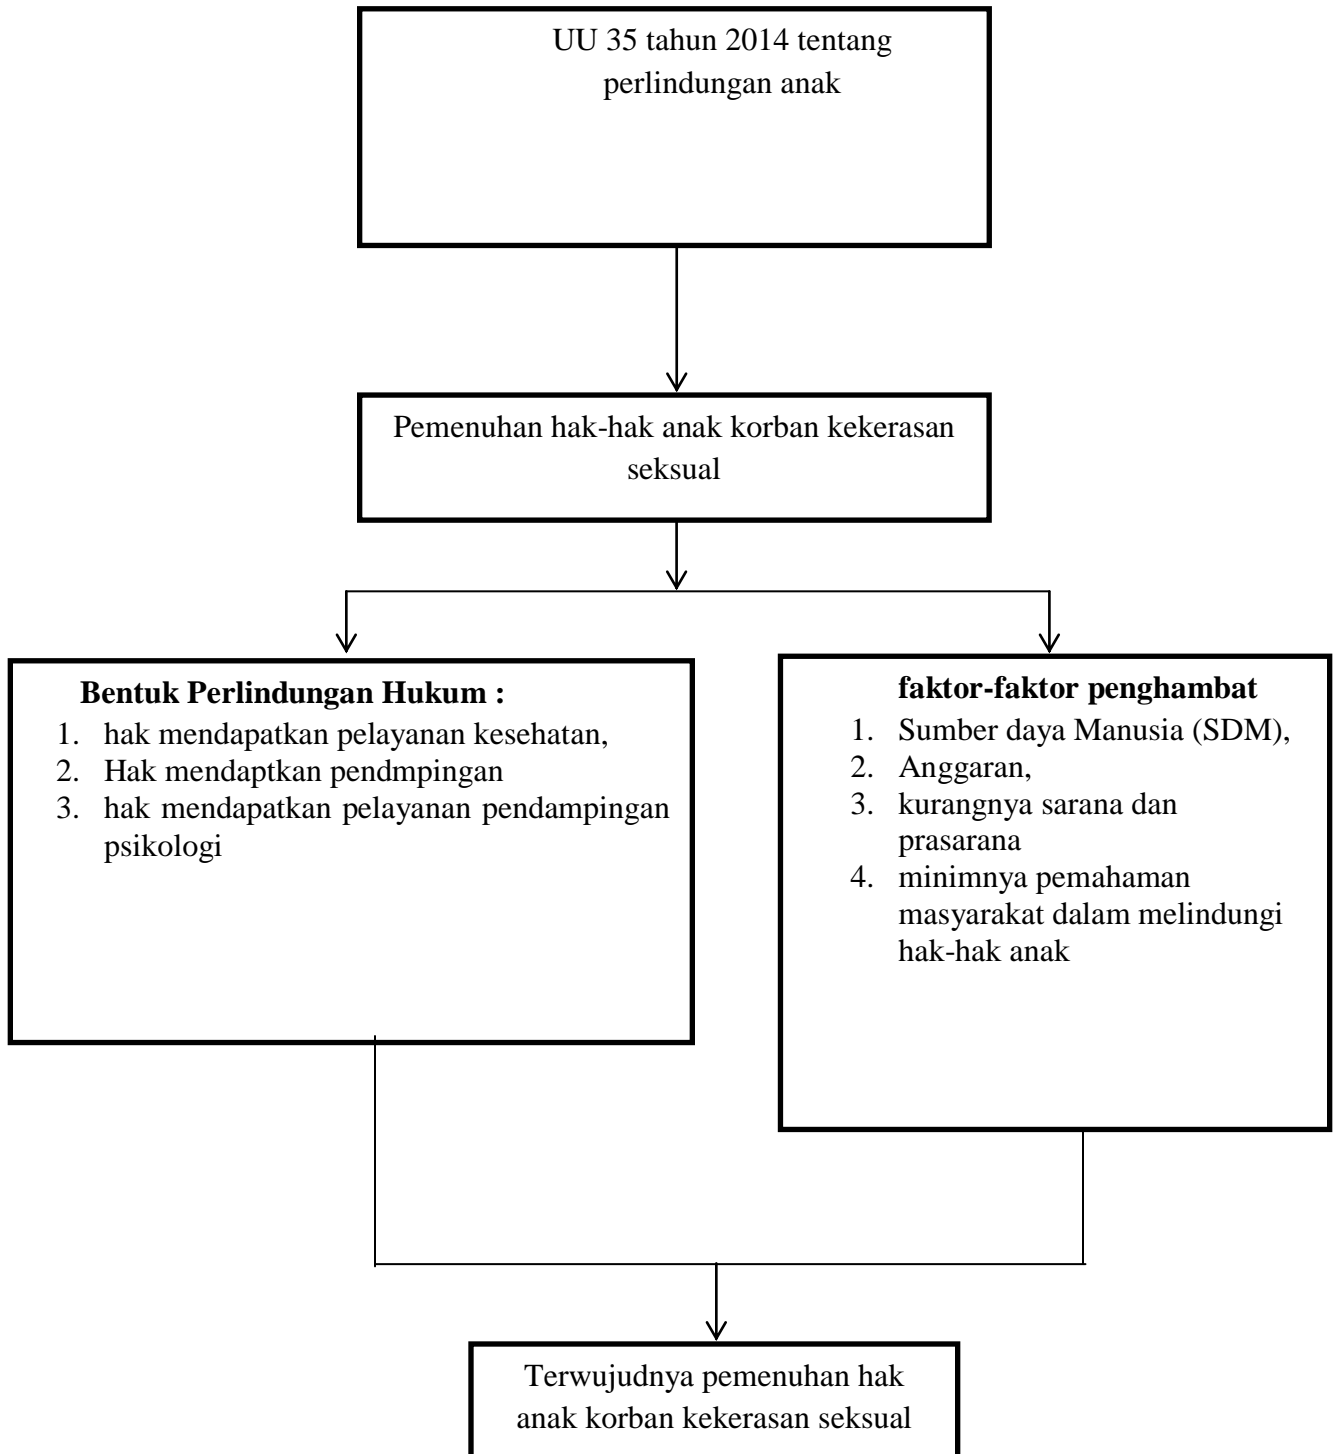 UU 35 tahun 2014 tentang
perlindungan anak
Pemenuhan hak-hak anak korban kekerasan
seksual
Bentuk Perlindungan Hukum :
1. hak mendapatkan pelayanan kesehatan,
2. Hak mendaptkan pendmpingan
3. hak mendapatkan pelayanan pendampingan
psikologi
faktor-faktor penghambat
1. Sumber daya Manusia (SDM),
2. Anggaran,
3. kurangnya sarana dan
prasarana
4. minimnya pemahaman
masyarakat dalam melindungi
hak-hak anak
Terwujudnya pemenuhan hak
anak korban kekerasan seksual